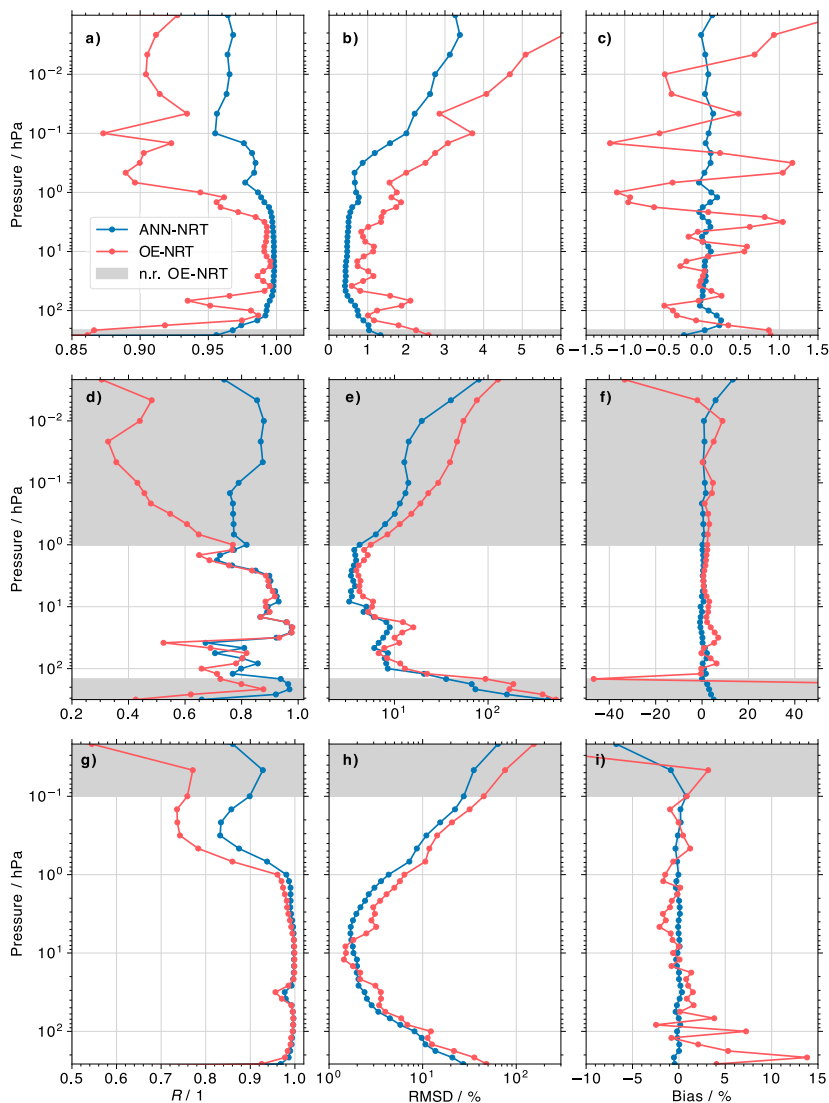 a)
b)
c)
Pressure / hPa
10⁻²
10⁻¹
10⁰
10¹
10²
ANN-NRT
OE-NRT
n.r. OE-NRT
0.85 0.90 0.95 1.00
0 1 2 3 4 5 6
−1.5 −1.0 −0.5 0.0 0.5 1.0 1.5
d)
e)
f)
Pressure / hPa
10⁻²
10⁻¹
10⁰
10¹
10²
0.2 0.4 0.6 0.8 1.0
10¹ 10²
−40 −20 0 20 40
g)
h)
i)
Pressure / hPa
10⁻¹
10⁰
10¹
10²
0.5 0.6 0.7 0.8 0.9 1.0
10⁰ 10¹ 10²
−10 −5 0 5 10 15
R / 1
RMSD / %
Bias / %